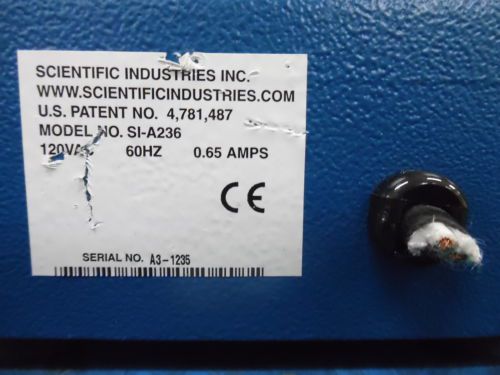 SCIENTIFIC INDUSTRIES INC.
WWW.SCIENTIFICINDUSTRIES.COM
U.S. PATENT NO. 4,781,487
MODEL NO. SI-A236
120VAC 60HZ 0.65 AMPS
CE
SERIAL NO. A3-1235